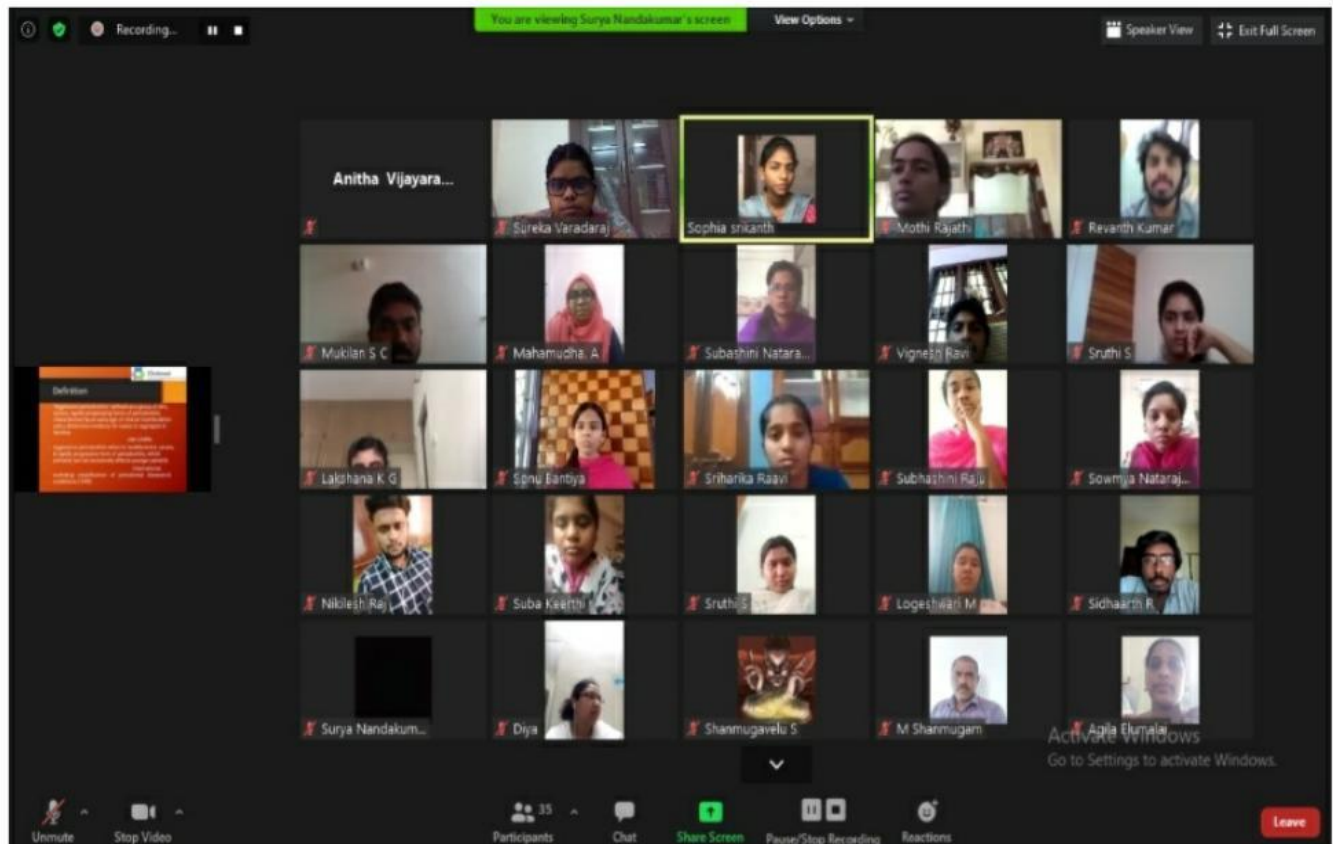 Recording...
You are viewing Surya Nandakumar's screen
View Options
Speaker View
Exit Full Screen
Anitha Vijayara...
Sureka Varadaraj
Sophia srikanth
Mothi Rajathi
Revanth Kumar
Mukilan S C
Mahamudha. A
Subashini Natara...
Vignesh Ravi
Sruthi S
Definition
Lakshana K G
Sonu Bantiya
Sriharika Raavi
Subhashini Raju
Sowmya Nataraj...
Nikilesh Raj
Suba Keerthi
Sruthi S
Logeshwari M
Sidhaarth R
Surya Nandakum...
Diya
Shanmugavelu S
M Shanmugam
Agila Elumalai
Activate Windows
Go to Settings to activate Windows.
Unmute
Stop Video
35
Participants
Chat
Share Screen
Pause/Stop Recording
Reactions
Leave